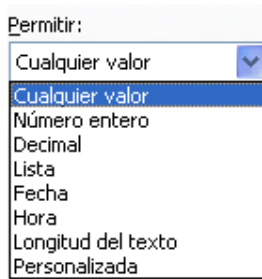 Permitir:
Cualquier valor
Cualquier valor
Número entero
Decimal
Lista
Fecha
Hora
Longitud del texto
Personalizada